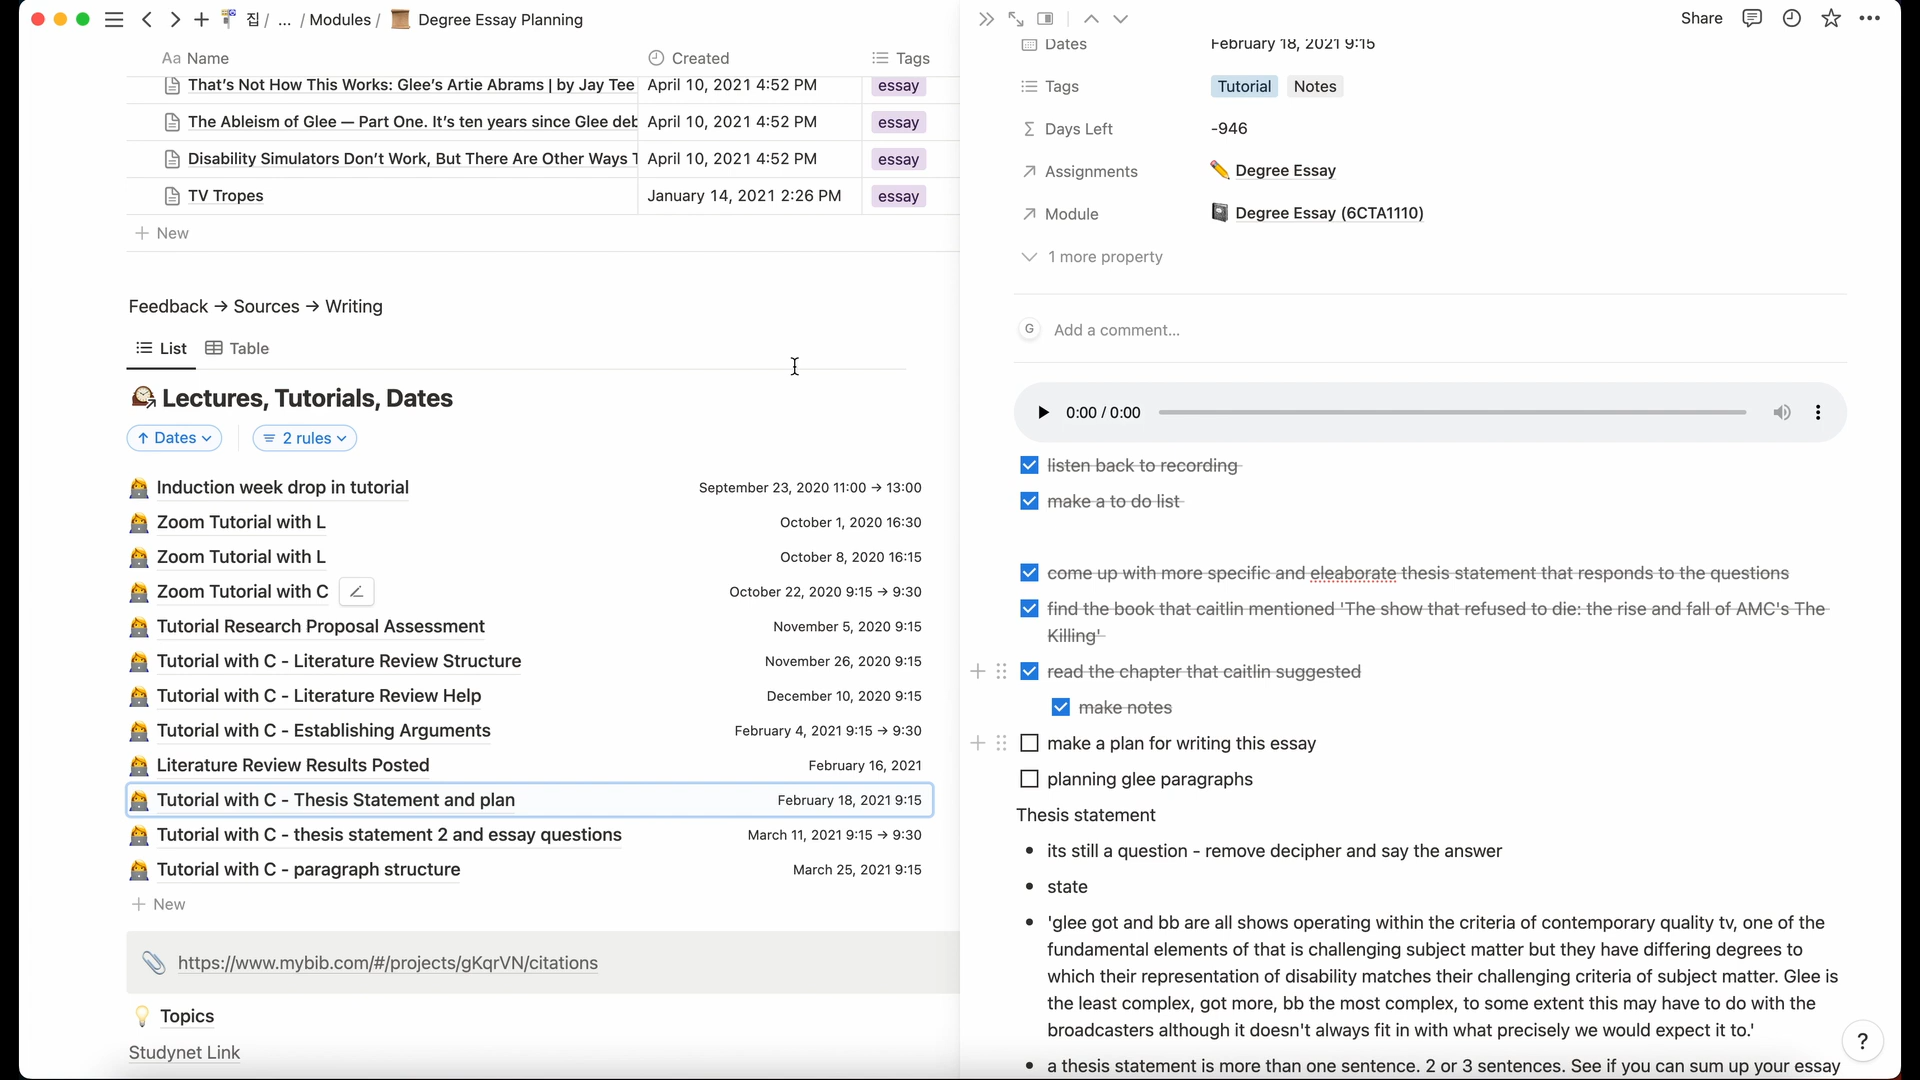 집 / ... / Modules / Degree Essay Planning
Aa Name Created Tags
That's Not How This Works: Glee's Artie Abrams | by Jay Tee April 10, 2021 4:52 PM essay
The Ableism of Glee — Part One. It's ten years since Glee deb April 10, 2021 4:52 PM essay
Disability Simulators Don't Work, But There Are Other Ways T April 10, 2021 4:52 PM essay
TV Tropes January 14, 2021 2:26 PM essay
+ New
Feedback → Sources → Writing
List Table
Lectures, Tutorials, Dates
↑ Dates 2 rules
Induction week drop in tutorial September 23, 2020 11:00 → 13:00
Zoom Tutorial with L October 1, 2020 16:30
Zoom Tutorial with L October 8, 2020 16:15
Zoom Tutorial with C October 22, 2020 9:15 → 9:30
Tutorial Research Proposal Assessment November 5, 2020 9:15
Tutorial with C - Literature Review Structure November 26, 2020 9:15
Tutorial with C - Literature Review Help December 10, 2020 9:15
Tutorial with C - Establishing Arguments February 4, 2021 9:15 → 9:30
Literature Review Results Posted February 16, 2021
Tutorial with C - Thesis Statement and plan February 18, 2021 9:15
Tutorial with C - thesis statement 2 and essay questions March 11, 2021 9:15 → 9:30
Tutorial with C - paragraph structure March 25, 2021 9:15
+ New
https://www.mybib.com/#/projects/gKqrVN/citations
Topics
Studynet Link
Share
Dates February 18, 2021 9:15
Tags Tutorial Notes
Days Left -946
Assignments Degree Essay
Module Degree Essay (6CTA1110)
1 more property
G Add a comment...
0:00 / 0:00
listen back to recording
make a to do list
come up with more specific and eleaborate thesis statement that responds to the questions
find the book that caitlin mentioned 'The show that refused to die: the rise and fall of AMC's The
Killing'
read the chapter that caitlin suggested
make notes
make a plan for writing this essay
planning glee paragraphs
Thesis statement
• its still a question - remove decipher and say the answer
• state
• 'glee got and bb are all shows operating within the criteria of contemporary quality tv, one of the
fundamental elements of that is challenging subject matter but they have differing degrees to
which their representation of disability matches their challenging criteria of subject matter. Glee is
the least complex, got more, bb the most complex, to some extent this may have to do with the
broadcasters although it doesn't always fit in with what precisely we would expect it to.'
• a thesis statement is more than one sentence. 2 or 3 sentences. See if you can sum up your essay
?